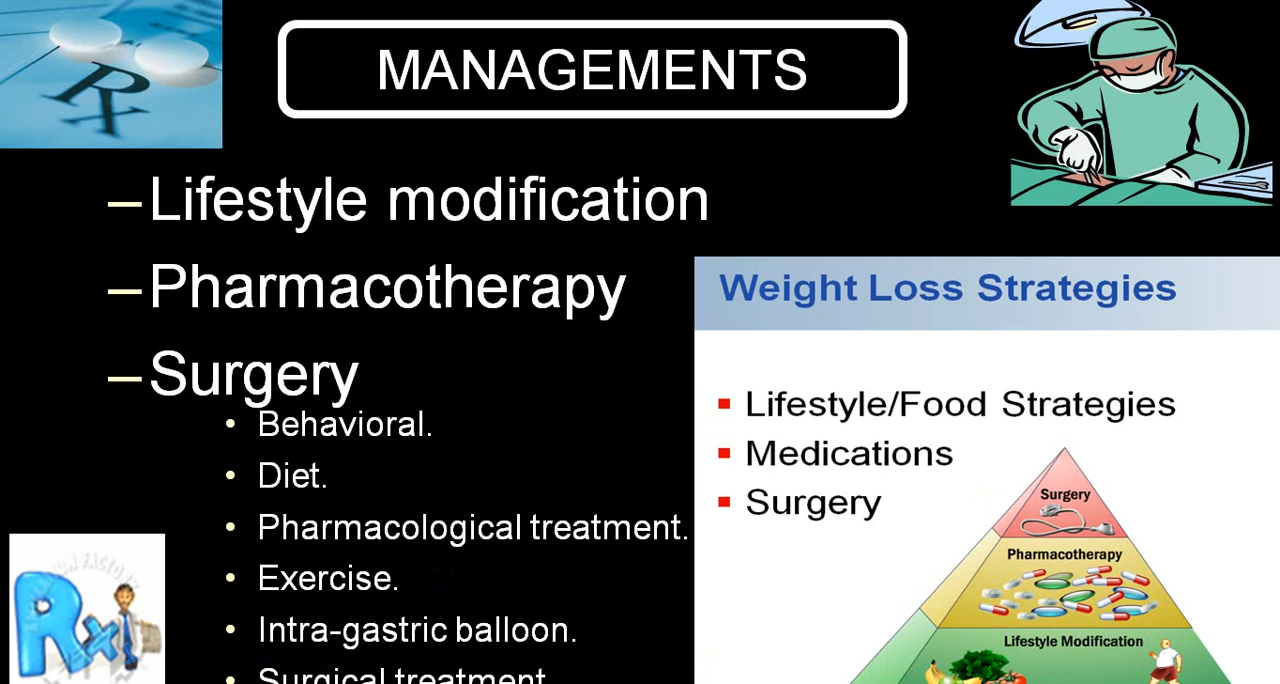 MANAGEMENTS
–Lifestyle modification
–Pharmacotherapy
–Surgery
• Behavioral.
• Diet.
• Pharmacological treatment.
• Exercise.
• Intra-gastric balloon.
• Surgical treatment
Weight Loss Strategies
▪ Lifestyle/Food Strategies
▪ Medications
▪ Surgery
Surgery
Pharmacotherapy
Lifestyle Modification
Rx
Rx